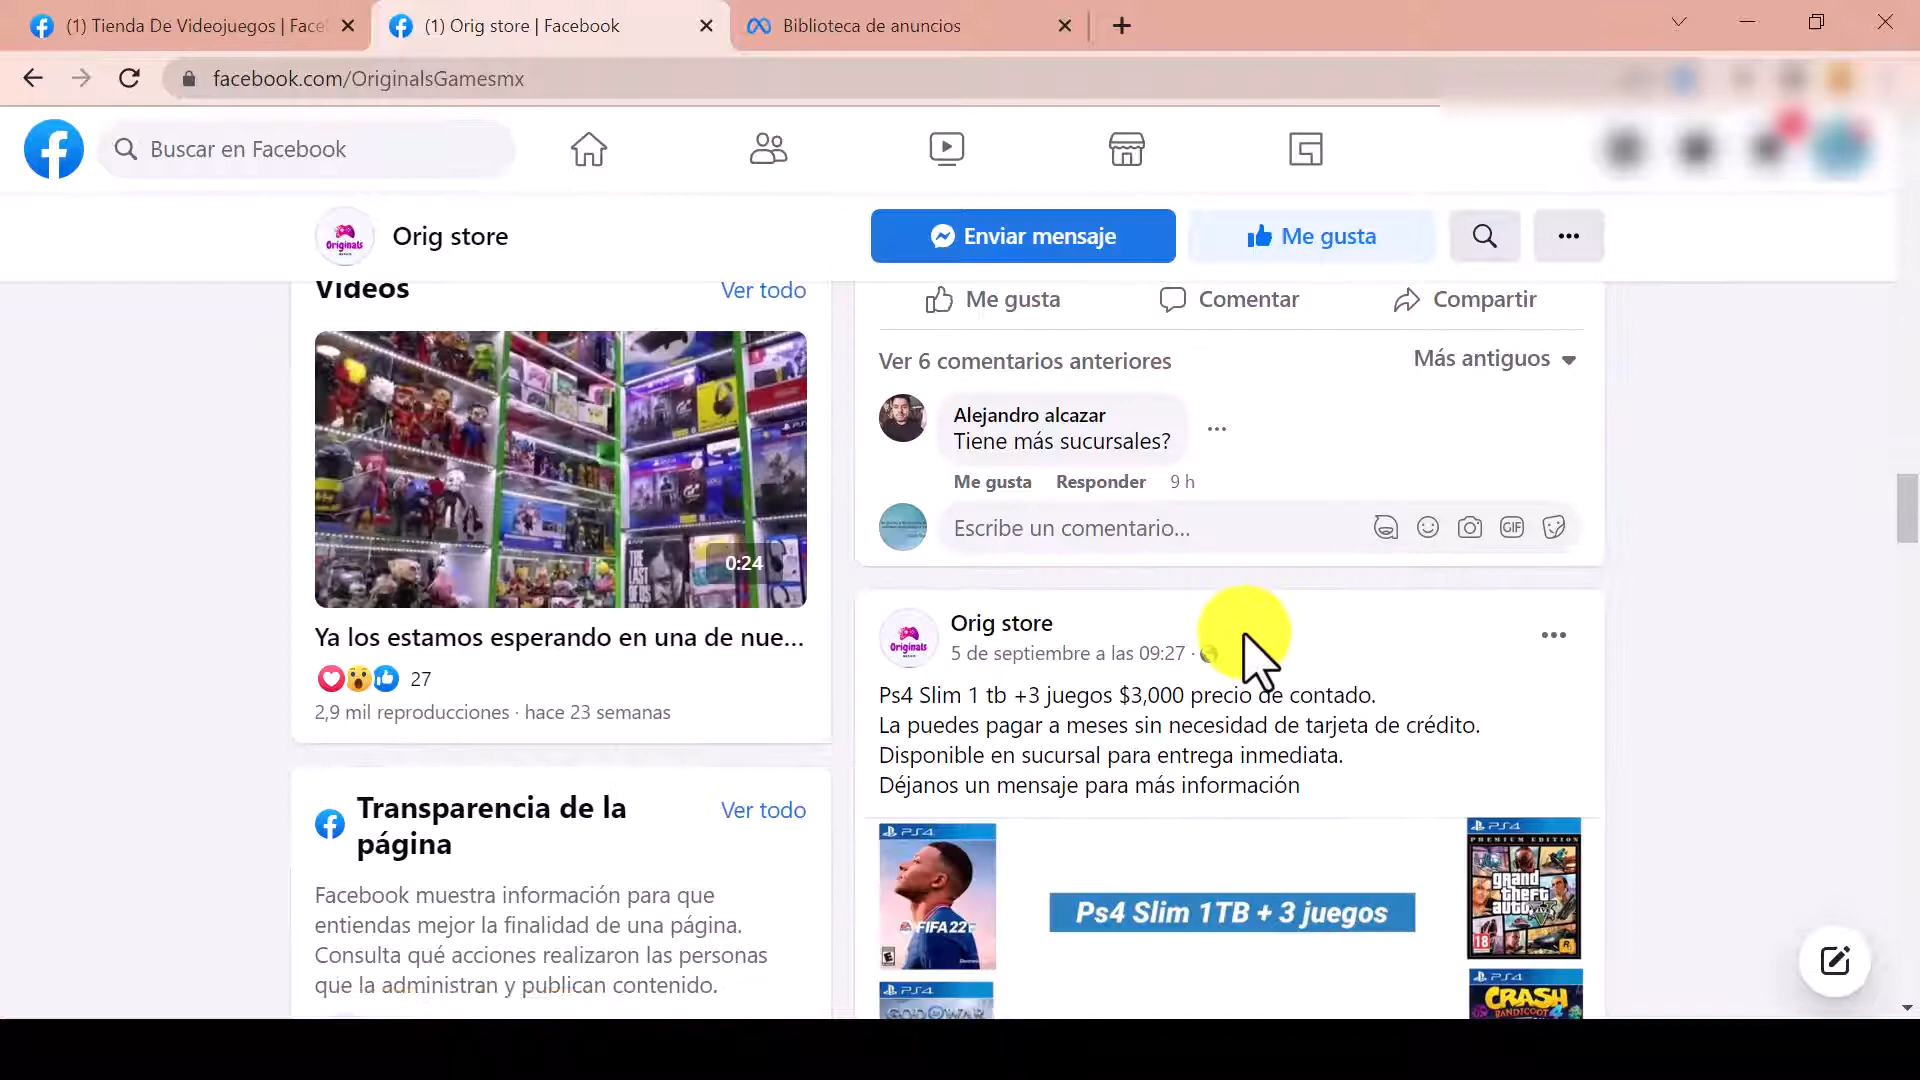 (1) Tienda De Videojuegos | Face
(1) Orig store | Facebook
Biblioteca de anuncios
facebook.com/OriginalsGamesmx
Buscar en Facebook
Originals
Orig store
Enviar mensaje
Me gusta
Videos
Ver todo
0:24
Ya los estamos esperando en una de nue...
27
2,9 mil reproducciones · hace 23 semanas
Transparencia de la página
Ver todo
Facebook muestra información para que
entiendas mejor la finalidad de una página.
Consulta qué acciones realizaron las personas
que la administran y publican contenido.
Me gusta
Comentar
Compartir
Ver 6 comentarios anteriores
Más antiguos
Alejandro alcazar
Tiene más sucursales?
Me gusta
Responder
9 h
Escribe un comentario...
GIF
Originals
Orig store
5 de septiembre a las 09:27 ·
Ps4 Slim 1 tb +3 juegos $3,000 precio de contado.
La puedes pagar a meses sin necesidad de tarjeta de crédito.
Disponible en sucursal para entrega inmediata.
Déjanos un mensaje para más información
PS4
FIFA 22
Ps4 Slim 1TB + 3 juegos
PS4
PREMIUM EDITION
grand
theft
auto V
18
PS4
GOD OF WAR
PS4
CRASH
BANDICOOT 4